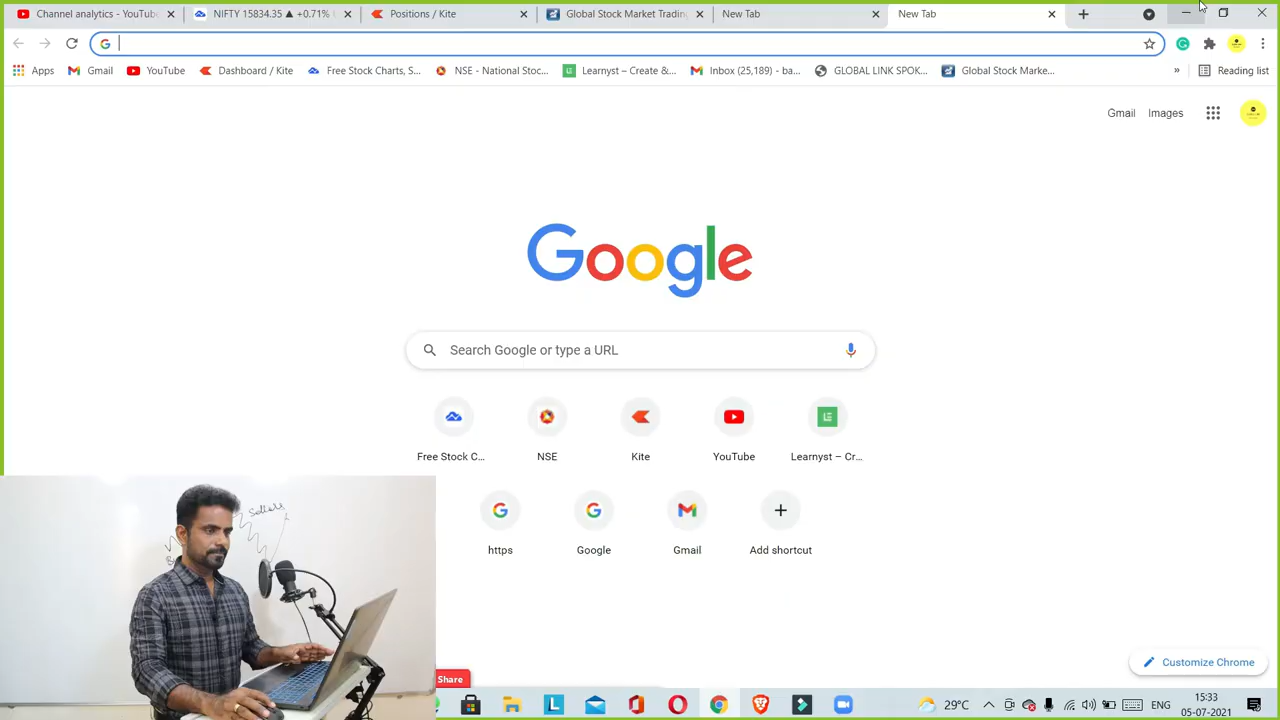 Channel analytics - YouTube
NIFTY 15834.35 ▲ +0.71%
Positions / Kite
Global Stock Market Trading
New Tab
New Tab
Apps
Gmail
YouTube
Dashboard / Kite
Free Stock Charts, S...
NSE - National Stoc...
Learnyst – Create &...
Inbox (25,189) - ba...
GLOBAL LINK SPOK...
Global Stock Marke...
»
Reading list
Gmail
Images
Google
Search Google or type a URL
Free Stock C...
NSE
Kite
YouTube
Learnyst – Cr...
https
Google
Gmail
Add shortcut
Sellers
Customize Chrome
Share
29°C
ENG
15:33
05-07-2021